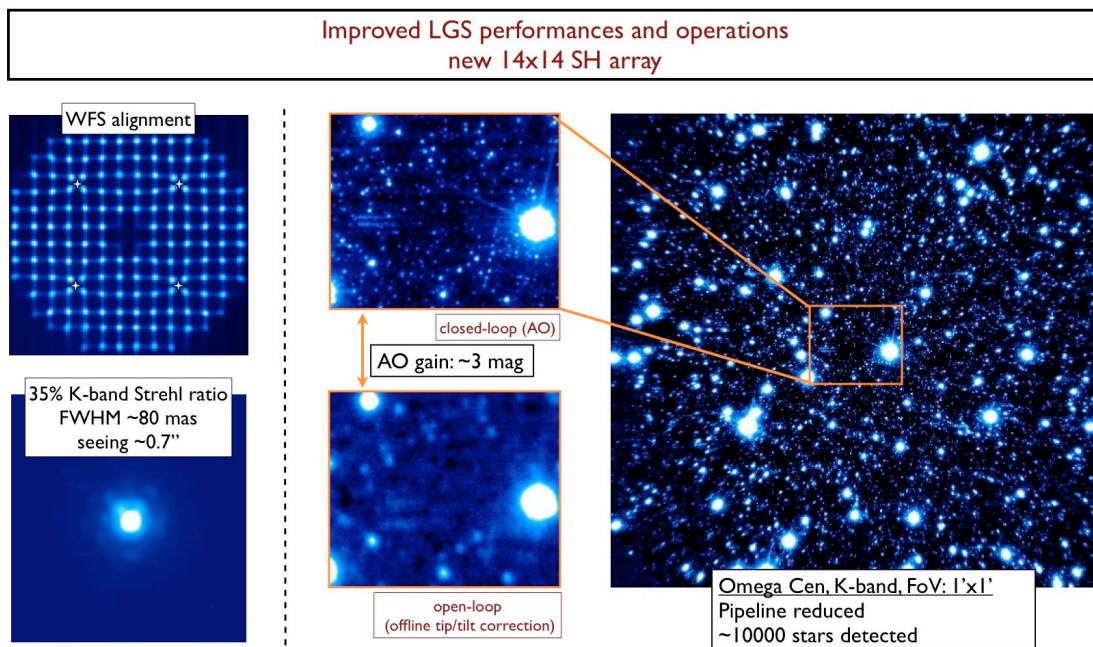 Improved LGS performances and operations
new 14x14 SH array
WFS alignment
35% K-band Strehl ratio
FWHM ~80 mas
seeing ~0.7”
closed-loop (AO)
AO gain: ~3 mag
open-loop
(offline tip/tilt correction)
Omega Cen, K-band, FoV: 1’x1’
Pipeline reduced
~10000 stars detected